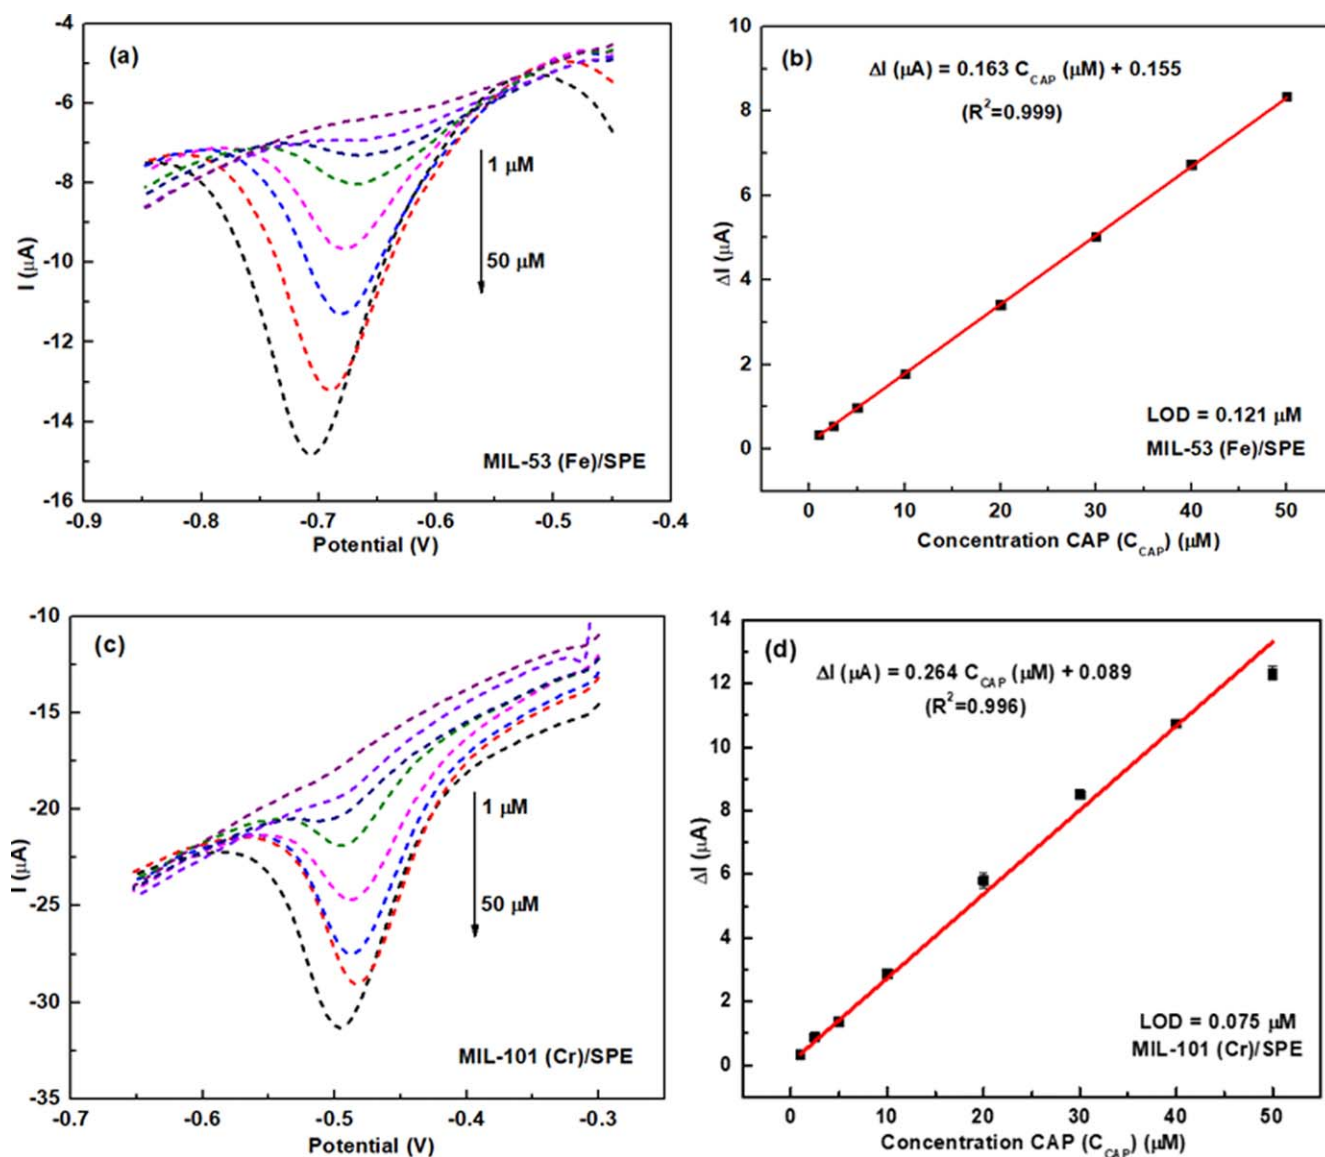 (a)
-4
-6
-8
-10
-12
-14
-16
I (μA)
1 μM
50 μM
MIL-53 (Fe)/SPE
-0.9 -0.8 -0.7 -0.6 -0.5 -0.4
Potential (V)
(b)
10
8
6
4
2
0
ΔI (μA)
ΔI (μA) = 0.163 C_CAP (μM) + 0.155
(R²=0.999)
LOD = 0.121 μM
MIL-53 (Fe)/SPE
0 10 20 30 40 50
Concentration CAP (C_CAP) (μM)
(c)
-10
-15
-20
-25
-30
-35
I (μA)
1 μM
50 μM
MIL-101 (Cr)/SPE
-0.7 -0.6 -0.5 -0.4 -0.3
Potential (V)
(d)
14
12
10
8
6
4
2
0
ΔI (μA)
ΔI (μA) = 0.264 C_CAP (μM) + 0.089
(R²=0.996)
LOD = 0.075 μM
MIL-101 (Cr)/SPE
0 10 20 30 40 50
Concentration CAP (C_CAP) (μM)